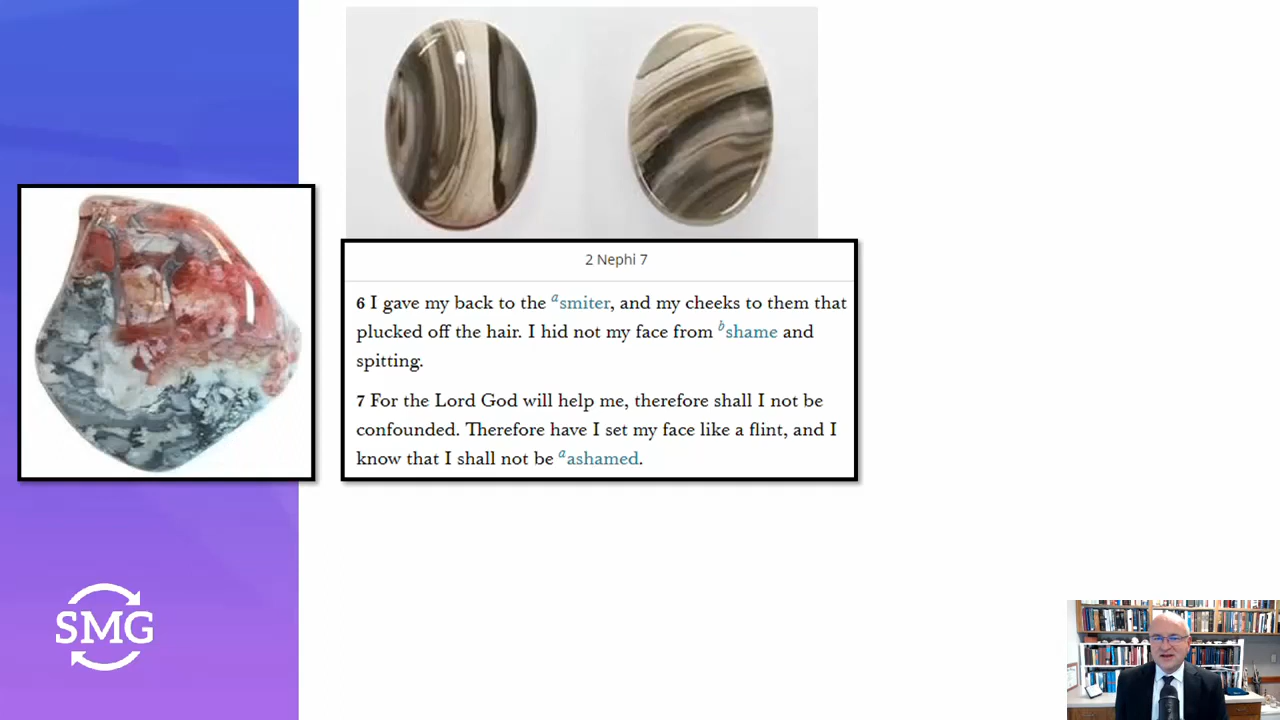 2 Nephi 7
6 I gave my back to the a smiter, and my cheeks to them that
plucked off the hair. I hid not my face from b shame and
spitting.
7 For the Lord God will help me, therefore shall I not be
confounded. Therefore have I set my face like a flint, and I
know that I shall not be a ashamed.
SMG